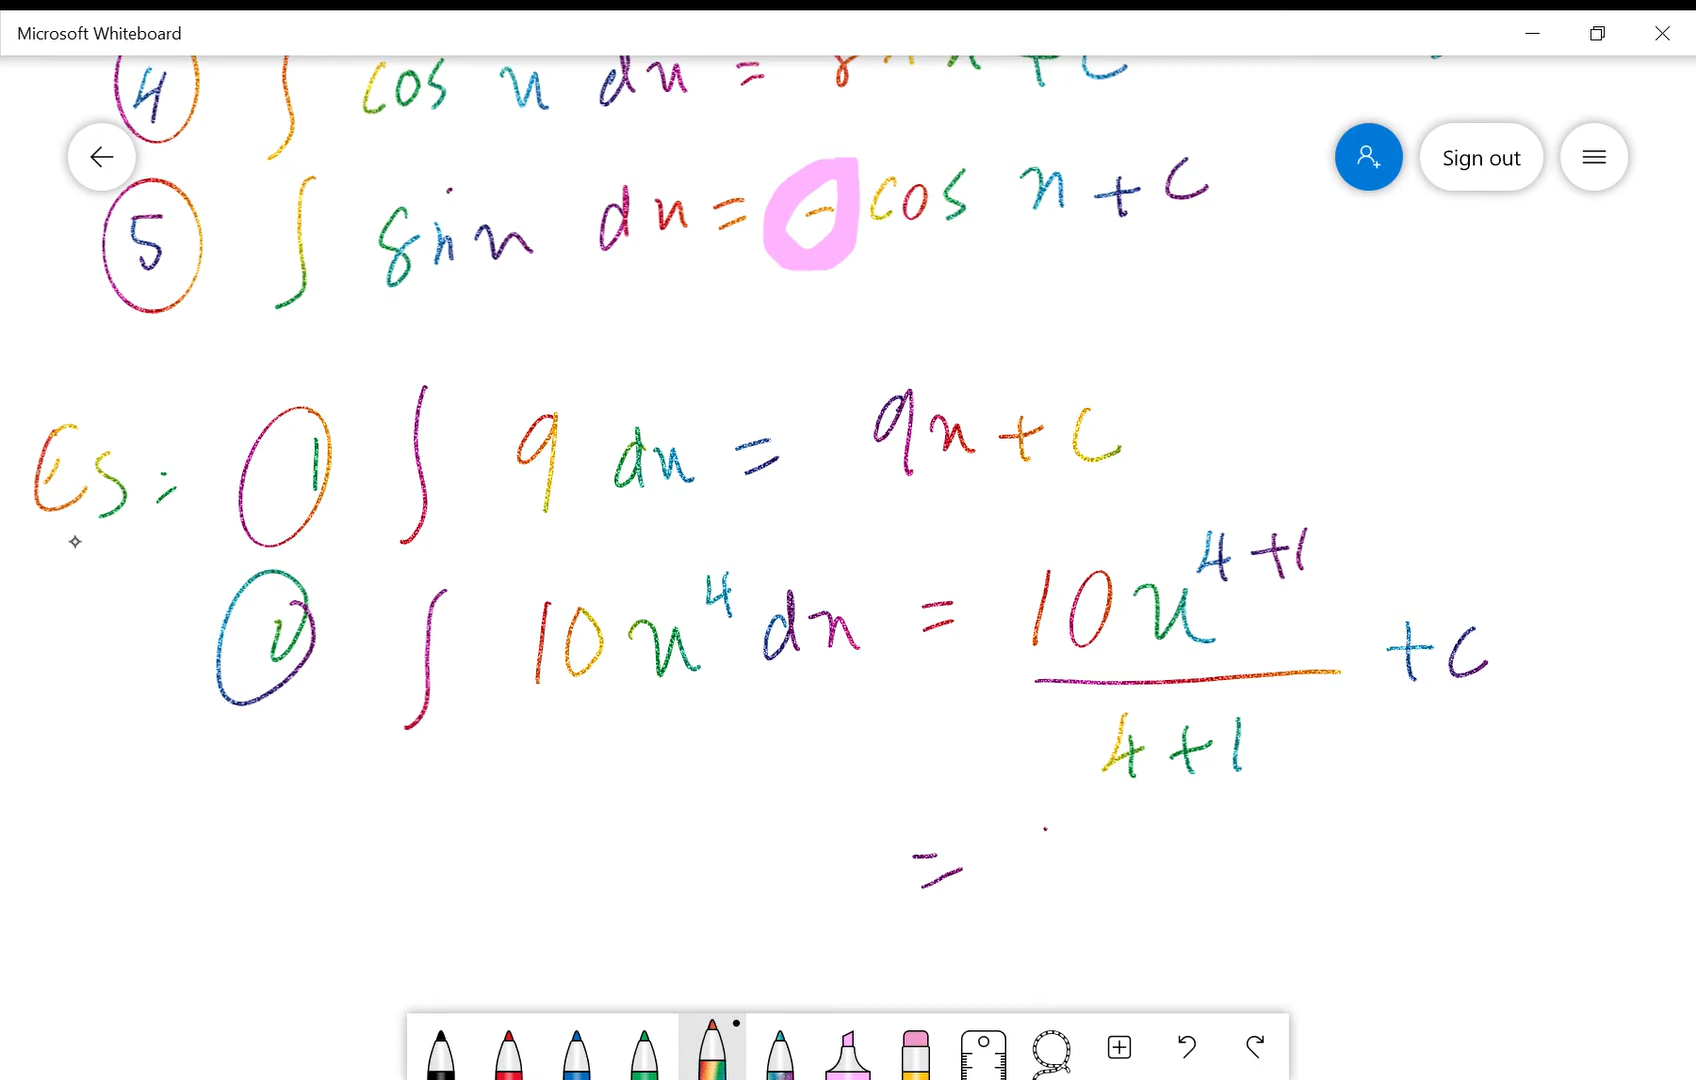 Microsoft Whiteboard
④ ∫ cos x dx = sin x + c
Sign out
⑤ ∫ sin x dx = - cos x + c
Es: ① ∫ 9 dx = 9x + c
② ∫ 10x⁴ dx = 10x⁴⁺¹ / 4+1 + c
=